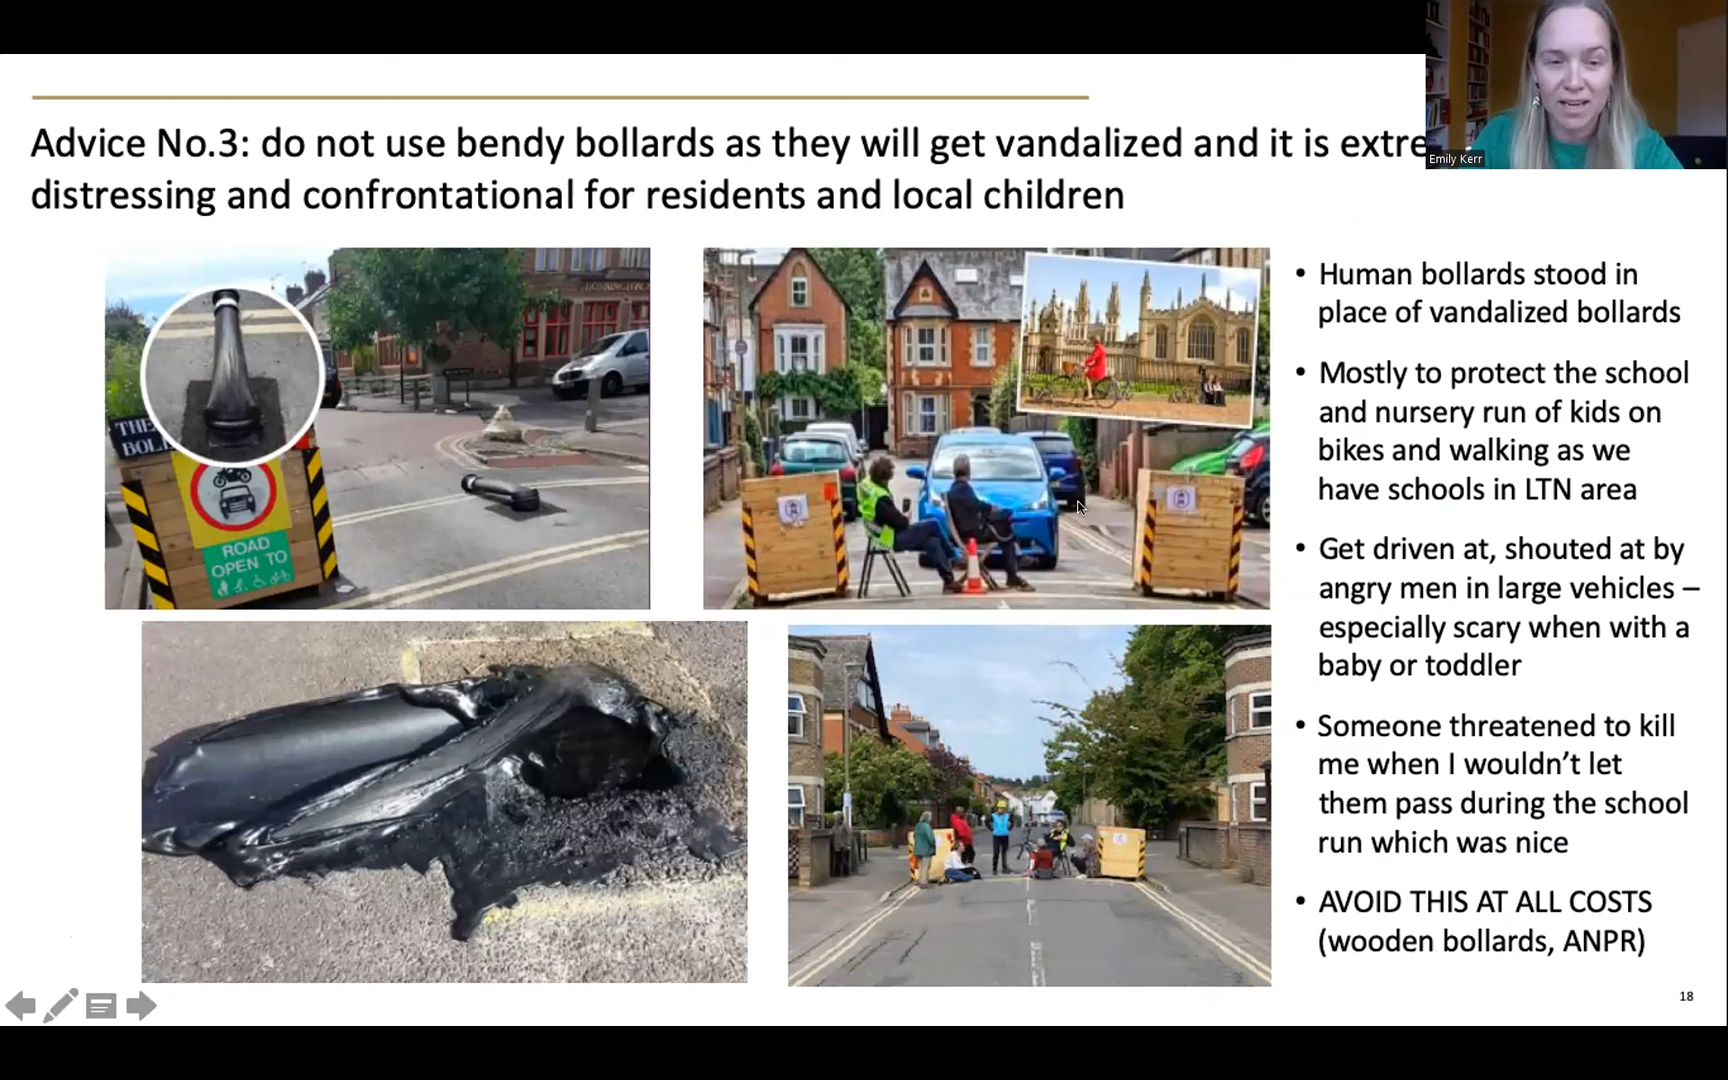 Advice No.3: do not use bendy bollards as they will get vandalized and it is extre
distressing and confrontational for residents and local children
Emily Kerr
THE
BOL
ROAD
OPEN TO
Human bollards stood in
place of vandalized bollards
Mostly to protect the school
and nursery run of kids on
bikes and walking as we
have schools in LTN area
Get driven at, shouted at by
angry men in large vehicles –
especially scary when with a
baby or toddler
Someone threatened to kill
me when I wouldn’t let
them pass during the school
run which was nice
AVOID THIS AT ALL COSTS
(wooden bollards, ANPR)
18